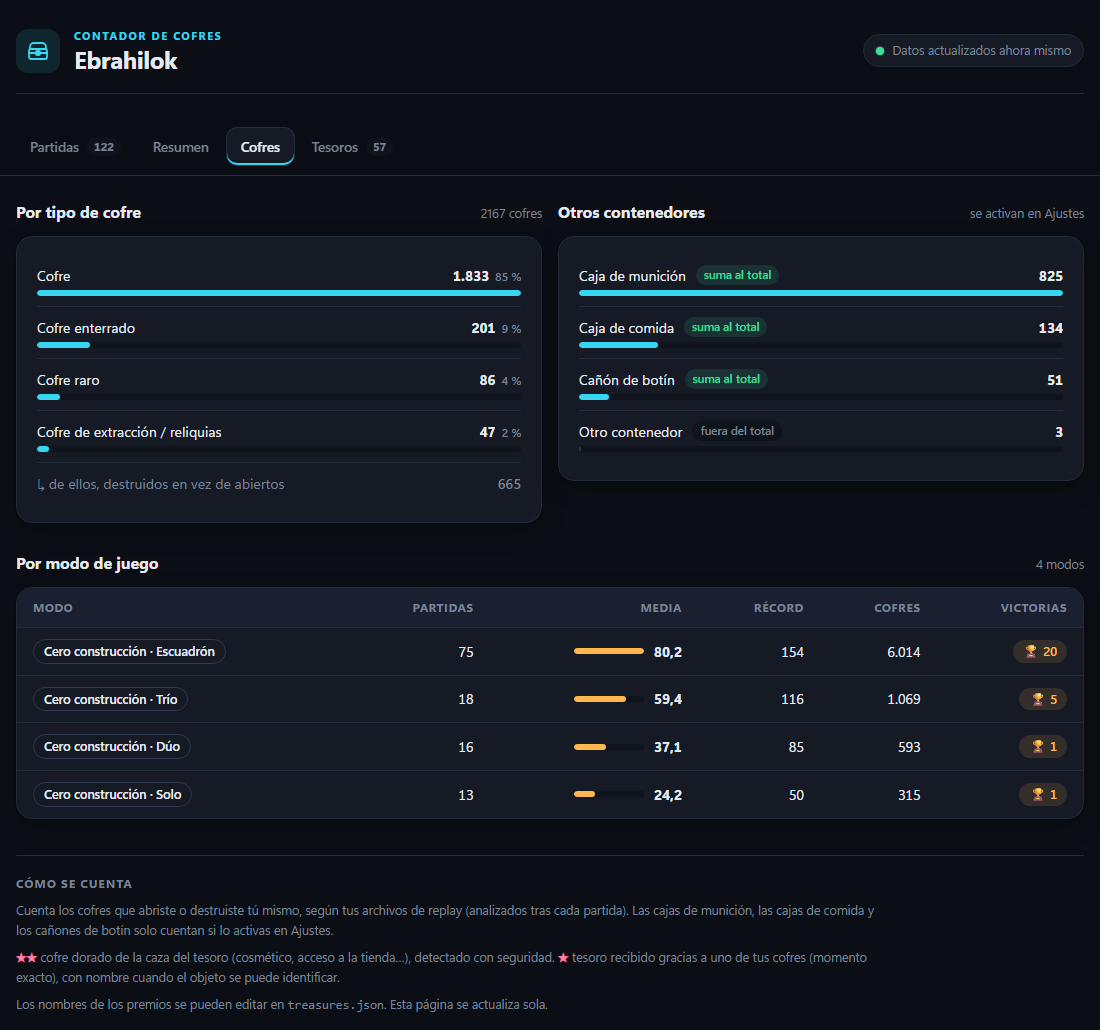 CONTADOR DE COFRES
Ebrahilok
Datos actualizados ahora mismo
Partidas 122
Resumen
Cofres
Tesoros 57
Por tipo de cofre
2167 cofres
Cofre 1.833 85 %
Cofre enterrado 201 9 %
Cofre raro 86 4 %
Cofre de extracción / reliquias 47 2 %
↳ de ellos, destruidos en vez de abiertos 665
Otros contenedores
se activan en Ajustes
Caja de munición suma al total 825
Caja de comida suma al total 134
Cañón de botín suma al total 51
Otro contenedor fuera del total 3
Por modo de juego
4 modos
MODO PARTIDAS MEDIA RÉCORD COFRES VICTORIAS
Cero construcción · Escuadrón 75 80,2 154 6.014 🏆 20
Cero construcción · Trío 18 59,4 116 1.069 🏆 5
Cero construcción · Dúo 16 37,1 85 593 🏆 1
Cero construcción · Solo 13 24,2 50 315 🏆 1
CÓMO SE CUENTA
Cuenta los cofres que abriste o destruiste tú mismo, según tus archivos de replay (analizados tras cada partida). Las cajas de munición, las cajas de comida y
los cañones de botín solo cuentan si lo activas en Ajustes.
★★ cofre dorado de la caza del tesoro (cosmético, acceso a la tienda…), detectado con seguridad. ★ tesoro recibido gracias a uno de tus cofres (momento
exacto), con nombre cuando el objeto se puede identificar.
Los nombres de los premios se pueden editar en treasures.json. Esta página se actualiza sola.